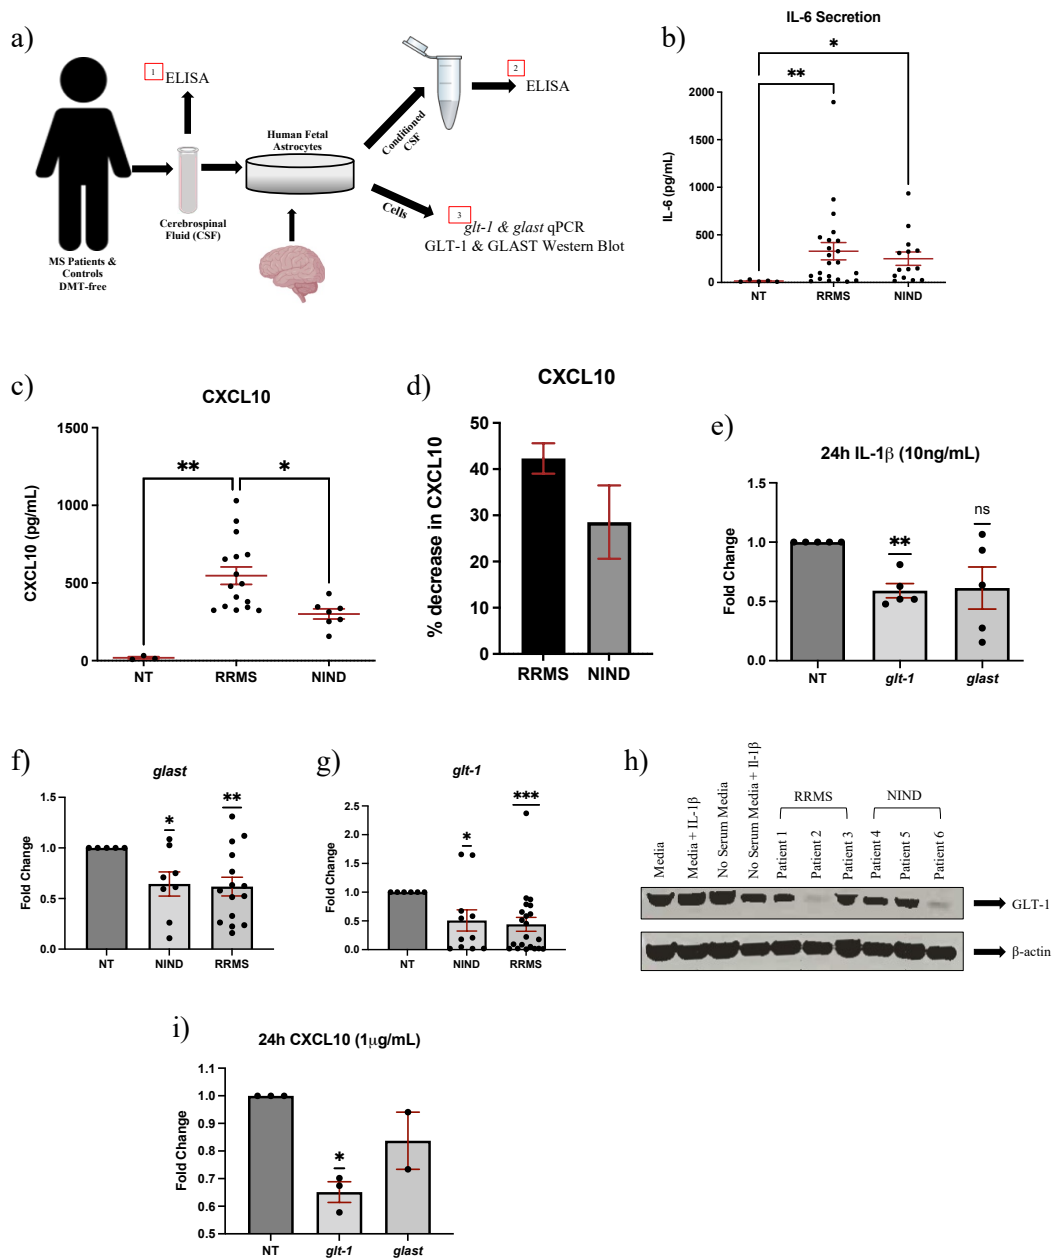 a)
1
ELISA
2
ELISA
Human Fetal
Astrocytes
Conditioned
CSF
Cells
3
glt-1 & glast qPCR
GLT-1 & GLAST Western Blot
Cerebrospinal
Fluid (CSF)
MS Patients &
Controls
DMT-free
b)
IL-6 Secretion
*
**
IL-6 (pg/mL)
2000
1500
1000
500
0
NT
RRMS
NIND
c)
CXCL10
**
*
CXCL10 (pg/mL)
1500
1000
500
0
NT
RRMS
NIND
d)
CXCL10
% decrease in CXCL10
50
40
30
20
10
0
RRMS
NIND
e)
24h IL-1β (10ng/mL)
Fold Change
1.5
1.0
0.5
0.0
**
ns
NT
glt-1
glast
f)
glast
Fold Change
1.5
1.0
0.5
0.0
*
**
NT
NIND
RRMS
g)
glt-1
Fold Change
2.5
2.0
1.5
1.0
0.5
0.0
*
***
NT
NIND
RRMS
h)
Media
Media + IL-1β
No Serum Media
No Serum Media + Il-1β
RRMS
Patient 1
Patient 2
Patient 3
NIND
Patient 4
Patient 5
Patient 6
GLT-1
β-actin
i)
24h CXCL10 (1μg/mL)
Fold Change
1.1
1.0
0.9
0.8
0.7
0.6
0.5
*
NT
glt-1
glast